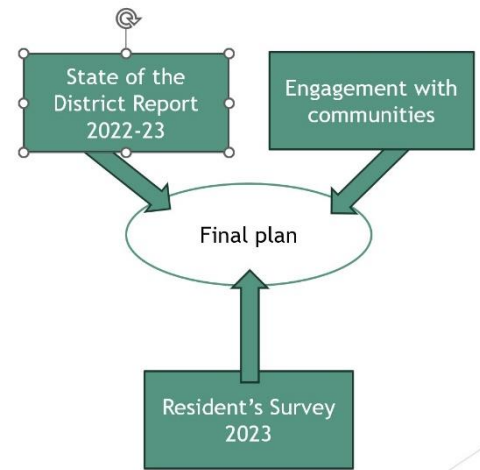 State of the
District Report
2022-23
Engagement with
communities
Final plan
Resident's Survey
2023